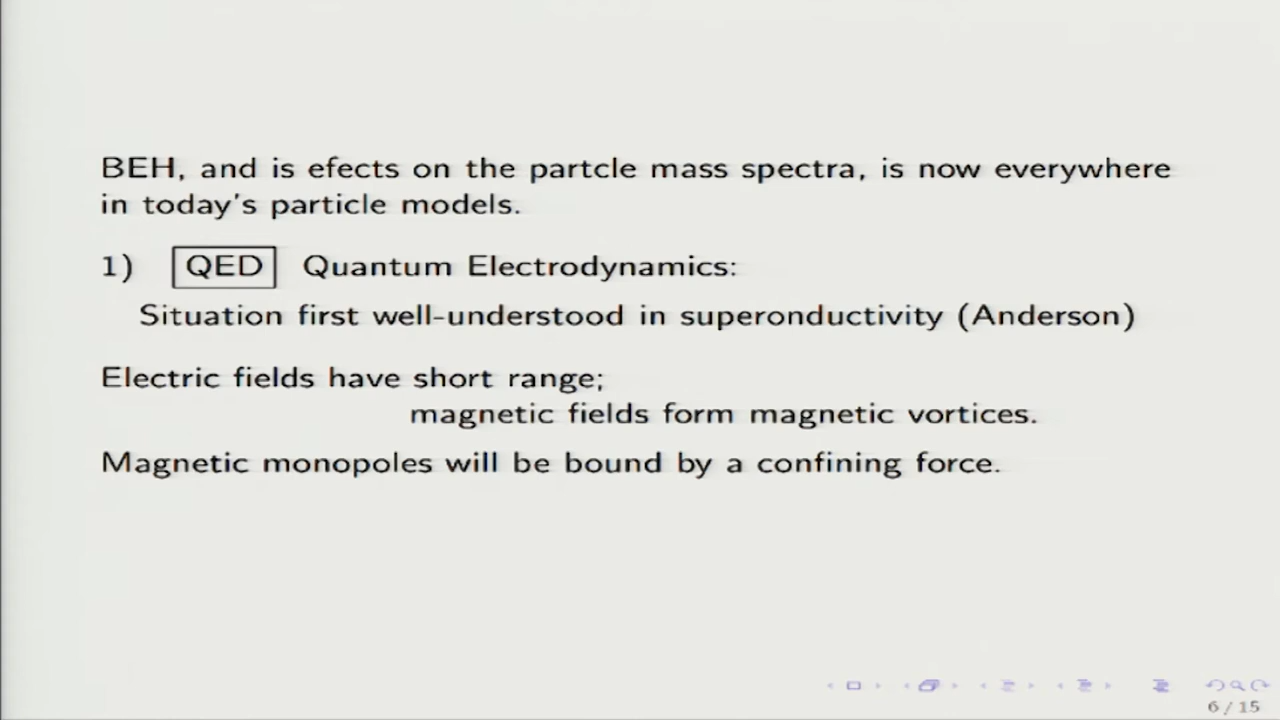 BEH, and is efects on the partcle mass spectra, is now everywhere
in today's particle models.
1) QED Quantum Electrodynamics:
Situation first well-understood in superonductivity (Anderson)
Electric fields have short range;
magnetic fields form magnetic vortices.
Magnetic monopoles will be bound by a confining force.
6 / 15